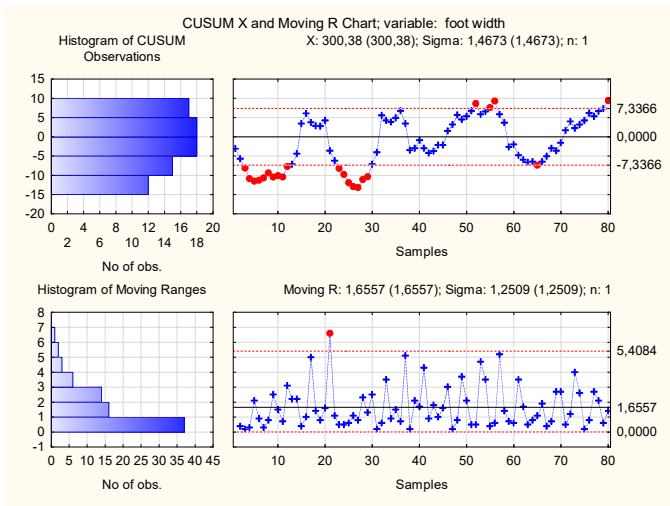 CUSUM X and Moving R Chart; variable: foot width
Histogram of CUSUM
Observations
X: 300,38 (300,38); Sigma: 1,4673 (1,4673); n: 1
15
10
5
0
-5
-10
-15
-20
7,3366
0,0000
-7,3366
0 4 8 12 16 20
2 6 10 14 18
No of obs.
10 20 30 40 50 60 70 80
Samples
Histogram of Moving Ranges
Moving R: 1,6557 (1,6557); Sigma: 1,2509 (1,2509); n: 1
8
7
6
5
4
3
2
1
0
-1
5,4084
1,6557
0,0000
0 5 10 15 20 25 30 35 40 45
No of obs.
10 20 30 40 50 60 70 80
Samples